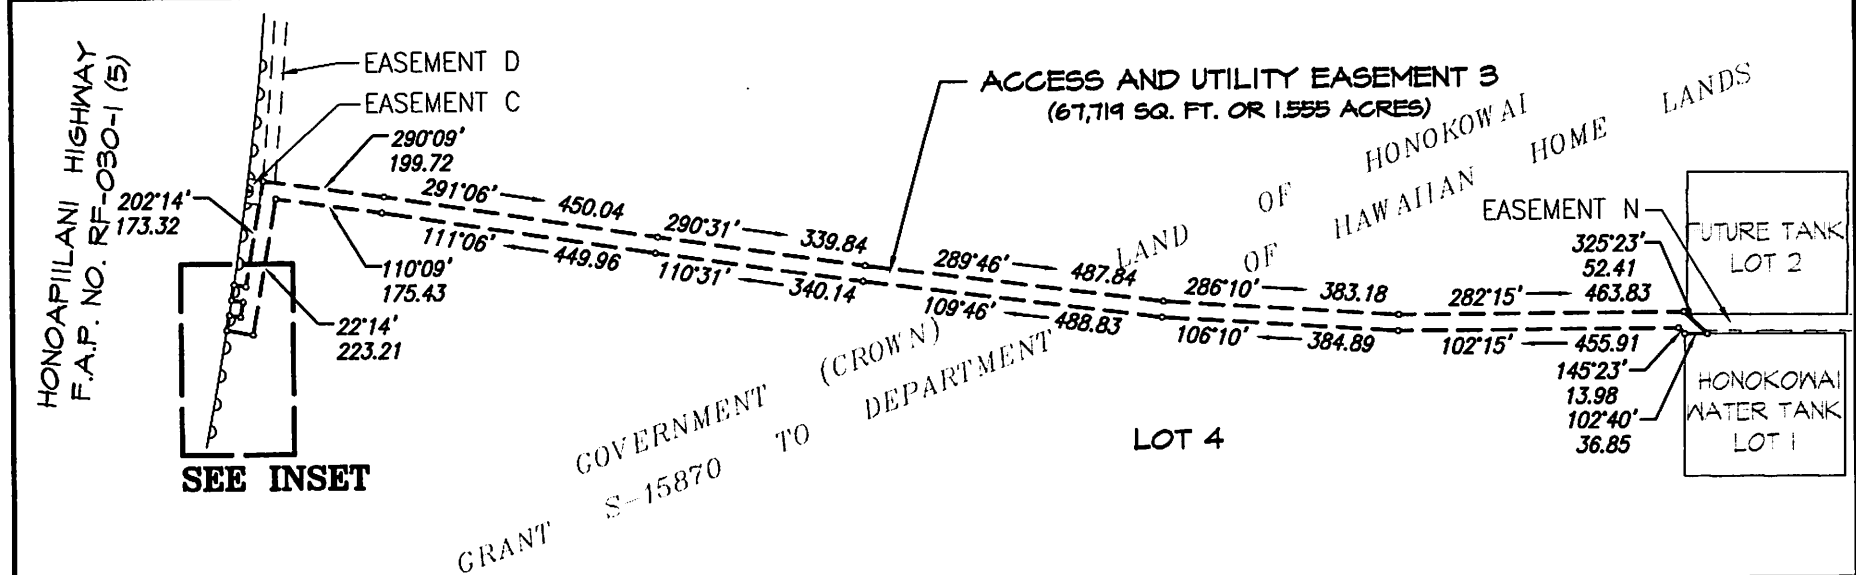 HONOAPIILANI HIGHWAY
F.A.P. NO. RF-030-1 (5)
EASEMENT D
EASEMENT C
ACCESS AND UTILITY EASEMENT 3
(67,719 SQ. FT. OR 1.555 ACRES)
290°09'
199.72
202°14'
173.32
291°06' 450.04
290°31' 339.84
289°46' 487.84
286°10' 383.18
282°15' 463.83
111°06' 449.96
110°31' 340.14
109°46' 488.83
106°10' 384.89
102°15' 455.91
110°09'
175.43
22°14'
223.21
LAND OF HONOKOWAI
GOVERNMENT (CROWN) LAND OF HAWAIIAN HOME LANDS
GRANT S-15870 TO DEPARTMENT
EASEMENT N
325°23'
52.41
FUTURE TANK
LOT 2
145°23'
13.98
102°40'
36.85
HONOKOWAI
WATER TANK
LOT 1
LOT 4
SEE INSET